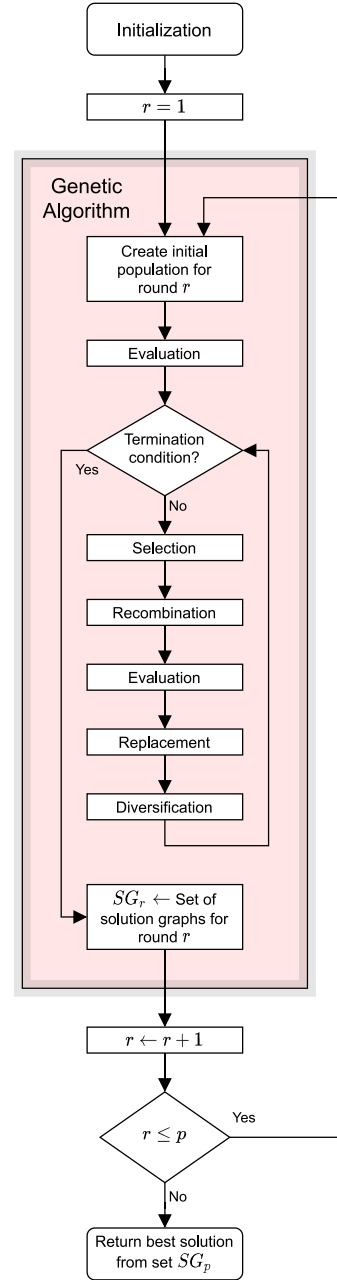 Initialization
r = 1
Genetic
Algorithm
Create initial
population for
round r
Evaluation
Termination
condition?
Yes
No
Selection
Recombination
Evaluation
Replacement
Diversification
SG_r ← Set of
solution graphs for
round r
r ← r + 1
r ≤ p
Yes
No
Return best solution
from set SG_p